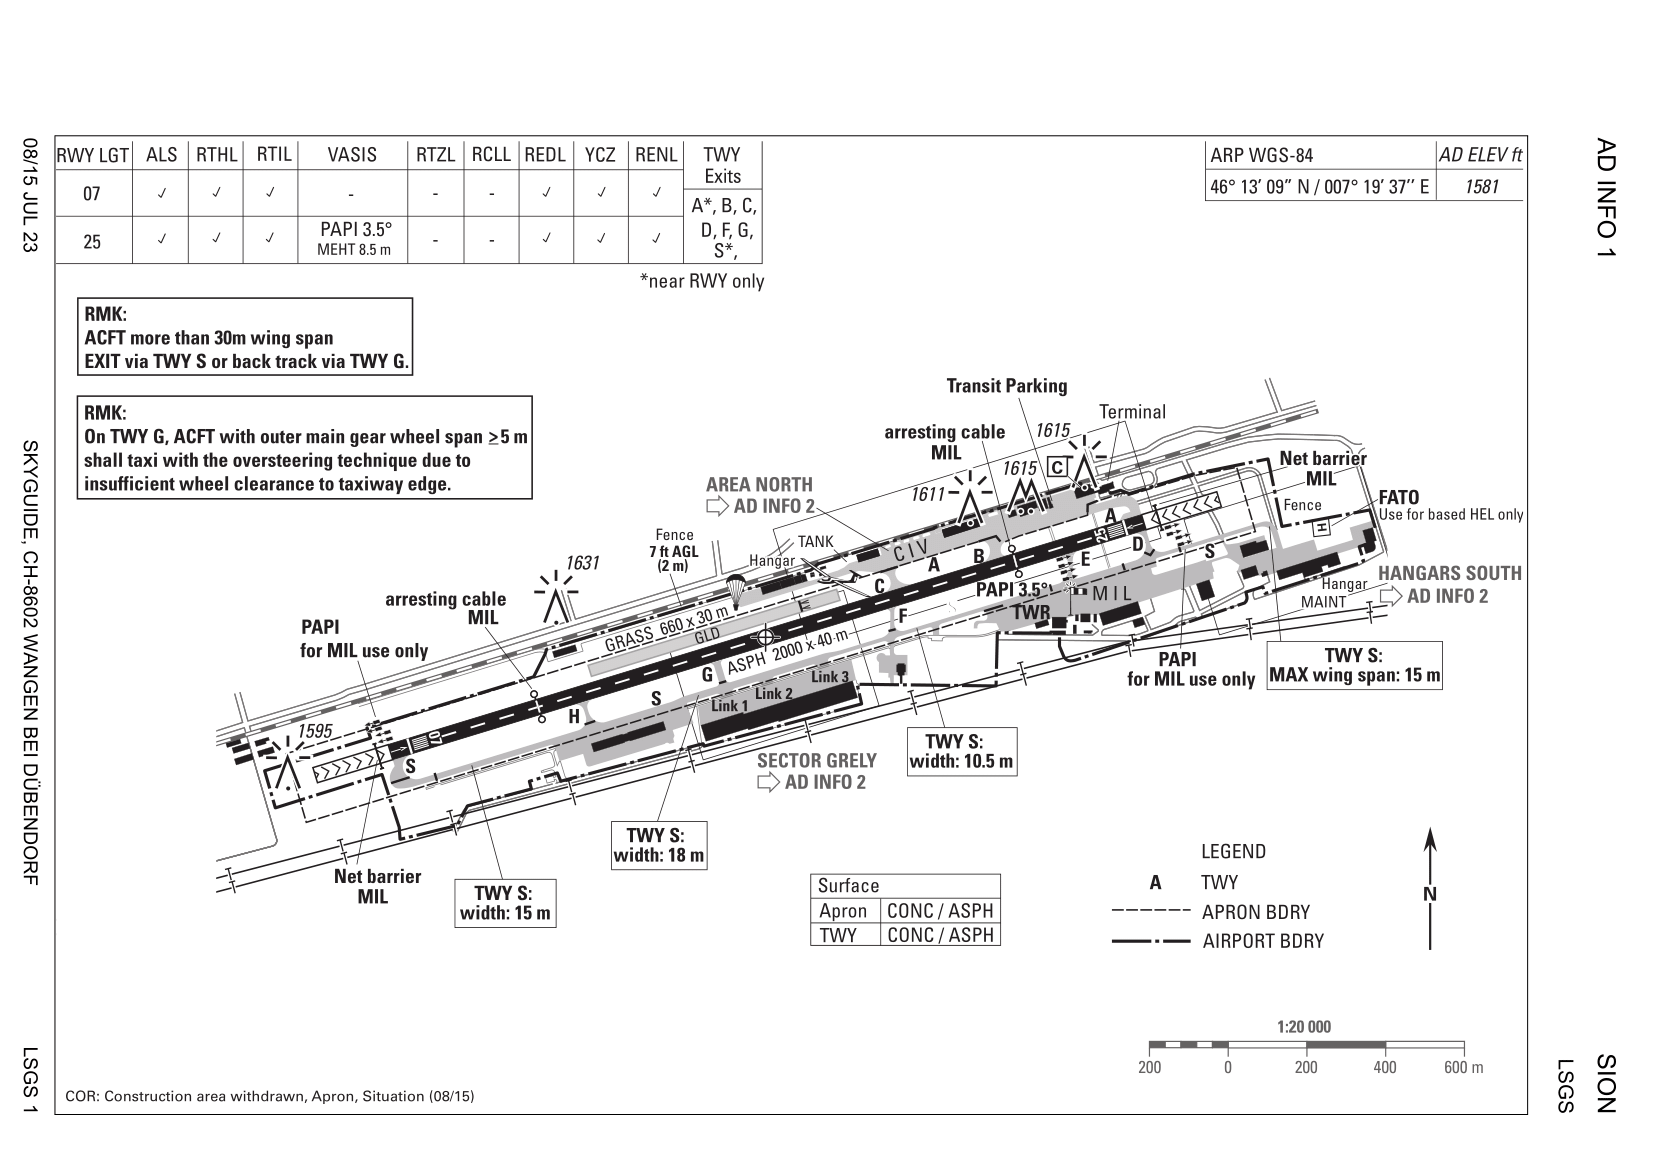 RWY LGT ALS RTHL RTIL VASIS RTZL RCLL REDL YCZ RENL TWY Exits
07 ✓ ✓ ✓ - - - ✓ ✓ ✓ A*, B, C,
25 ✓ ✓ ✓ PAPI 3.5° - - ✓ ✓ ✓ D, F, G,
MEHT 8.5 m S*,
*near RWY only
ARP WGS-84 AD ELEV ft
46° 13’ 09’’ N / 007° 19’ 37’’ E 1581
RMK:
ACFT more than 30m wing span
EXIT via TWY S or back track via TWY G.
RMK:
On TWY G, ACFT with outer main gear wheel span ≥5 m
shall taxi with the oversteering technique due to
insufficient wheel clearance to taxiway edge.
Transit Parking
Terminal
arresting cable
MIL
1615
1615
C
1611
Net barrier
MIL
Fence
FATO
Use for based HEL only
H
AREA NORTH
AD INFO 2
Fence
7 ft AGL
(2 m)
Hangar
TANK
CIV
A
A
B
C
D
E
F
S
25
PAPI 3.5°
TWR
MIL
Hangar
MAINT
HANGARS SOUTH
AD INFO 2
1631
arresting cable
MIL
PAPI
for MIL use only
GRASS 660 x 30 m
GLD
ASPH 2000 x 40 m
G
S
H
Link 1
Link 2
Link 3
PAPI
for MIL use only
TWY S:
MAX wing span: 15 m
1595
07
S
SECTOR GRELY
AD INFO 2
TWY S:
width: 10.5 m
TWY S:
width: 18 m
Net barrier
MIL
TWY S:
width: 15 m
Surface
Apron CONC / ASPH
TWY CONC / ASPH
LEGEND
A TWY
APRON BDRY
AIRPORT BDRY
N
1:20 000
200 0 200 400 600 m
COR: Construction area withdrawn, Apron, Situation (08/15)
08/15 JUL 23
SKYGUIDE, CH-8602 WANGEN BEI DÜBENDORF
LSGS 1
AD INFO 1
SION
LSGS